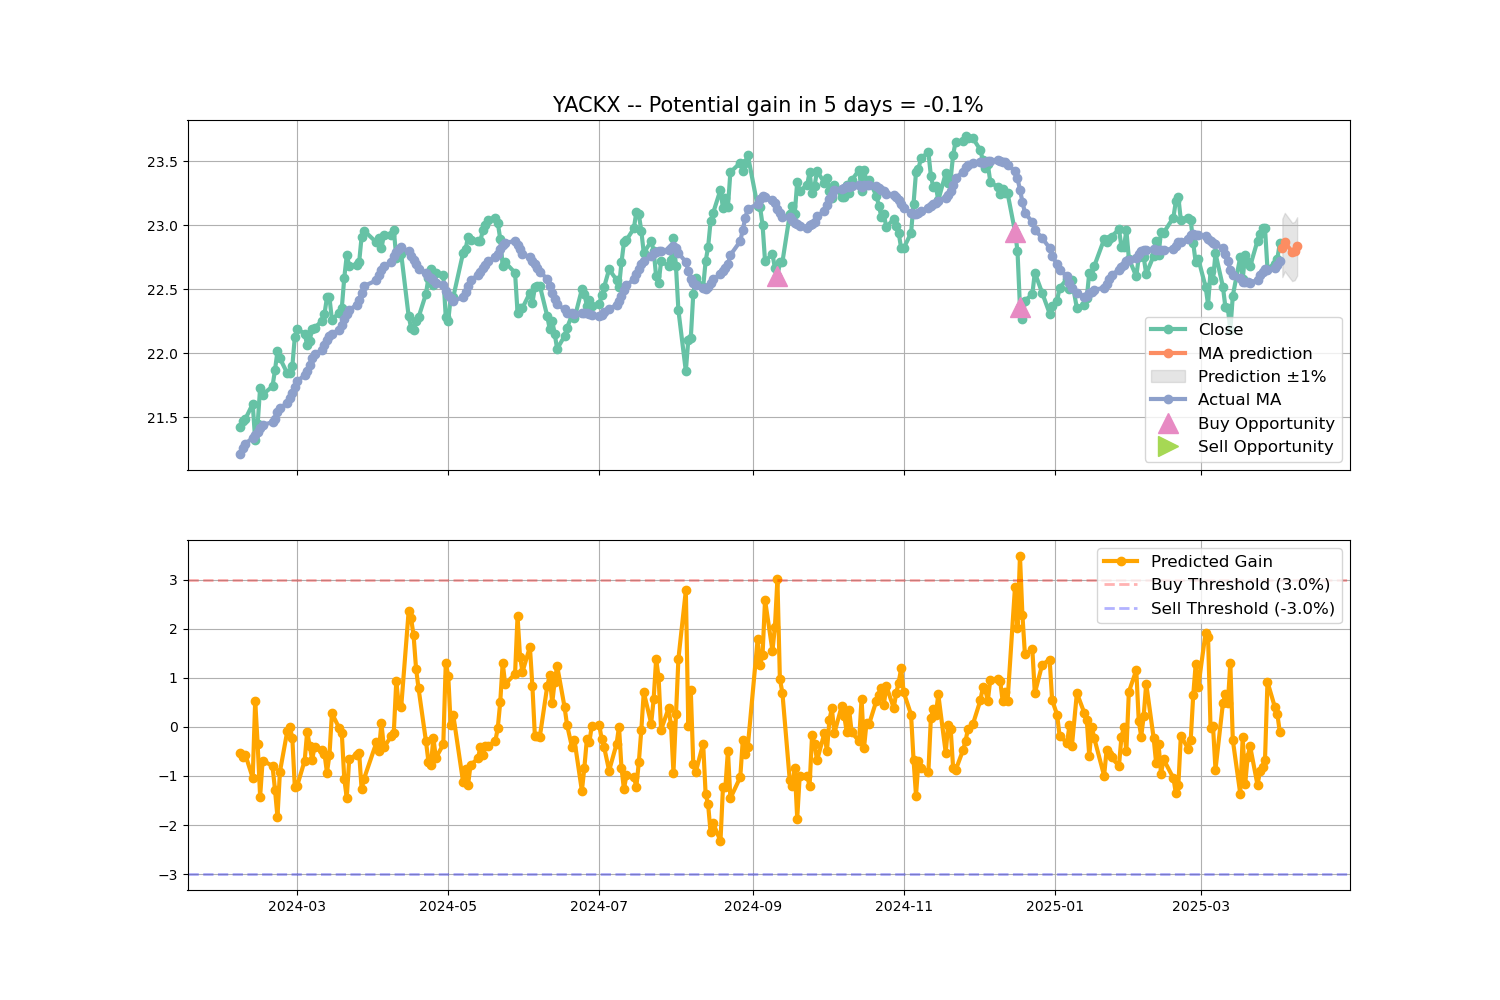 YACKX -- Potential gain in 5 days = -0.1%
23.5
23.0
22.5
22.0
21.5
Close
MA prediction
Prediction ±1%
Actual MA
Buy Opportunity
Sell Opportunity
3
2
1
0
−1
−2
−3
Predicted Gain
Buy Threshold (3.0%)
Sell Threshold (-3.0%)
2024-03
2024-05
2024-07
2024-09
2024-11
2025-01
2025-03